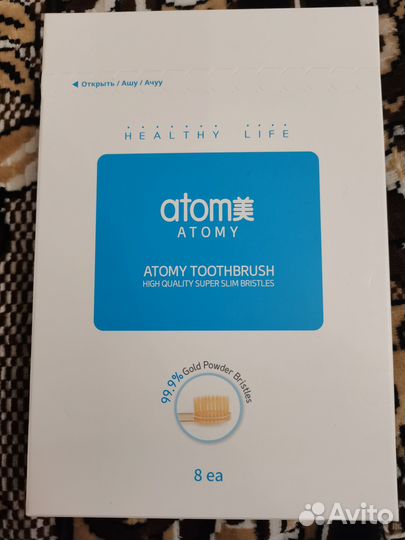 ◄ Открыть / Ашу / Ачуу
HEALTHY LIFE
atom美
ATOMY
ATOMY TOOTHBRUSH
HIGH QUALITY SUPER SLIM BRISTLES
99.9% Gold Powder Bristles
8 ea
Avito